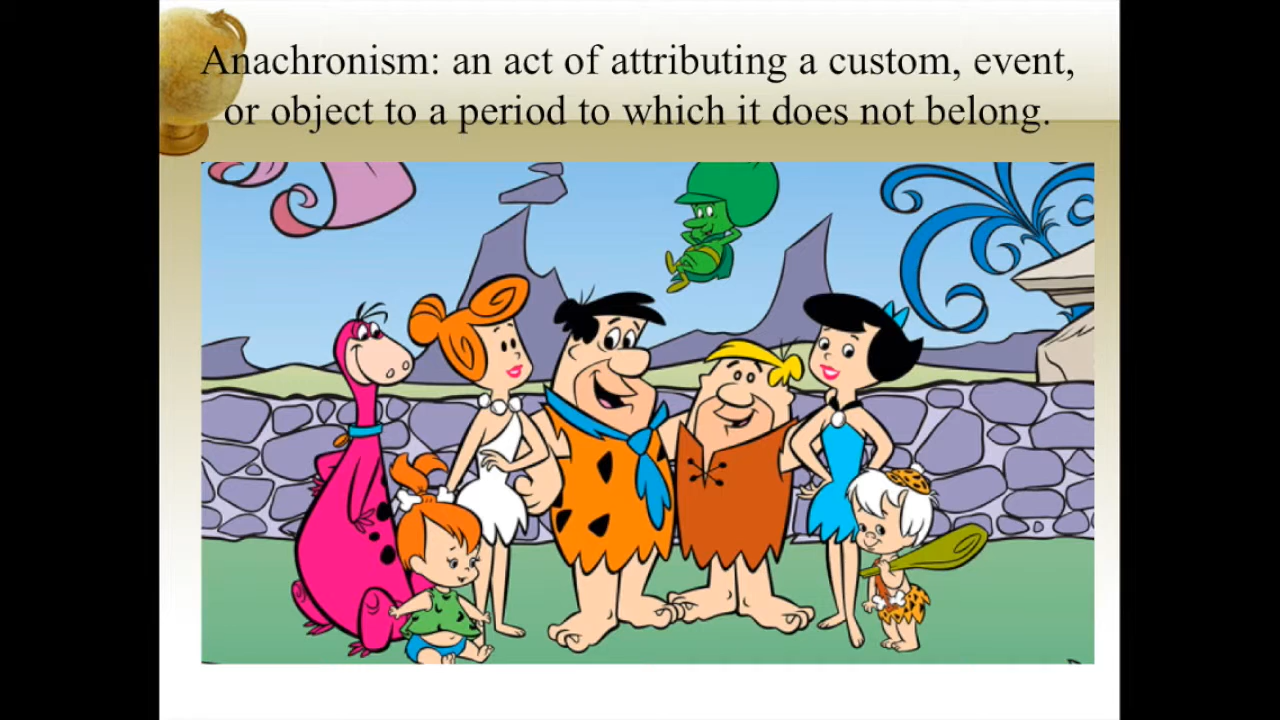 Anachronism: an act of attributing a custom, event,
or object to a period to which it does not belong.